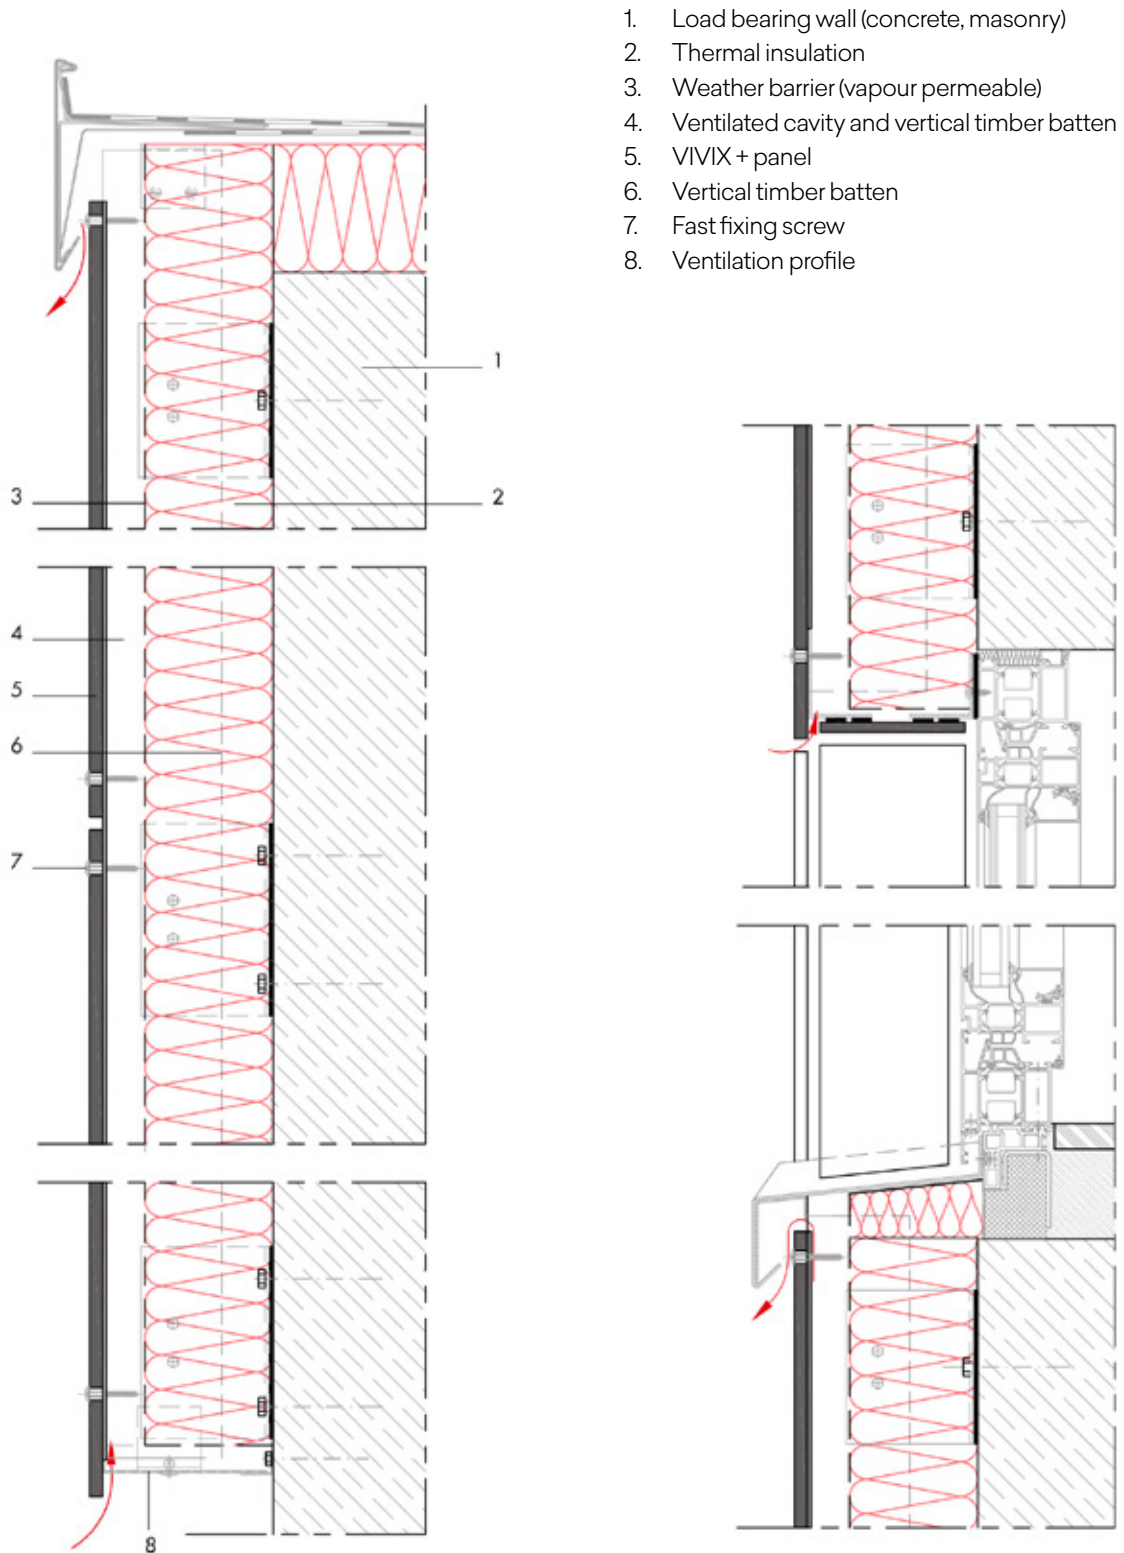 1. Load bearing wall (concrete, masonry)
2. Thermal insulation
3. Weather barrier (vapour permeable)
4. Ventilated cavity and vertical timber batten
5. VIVIX + panel
6. Vertical timber batten
7. Fast fixing screw
8. Ventilation profile
1
3
2
4
5
6
7
8